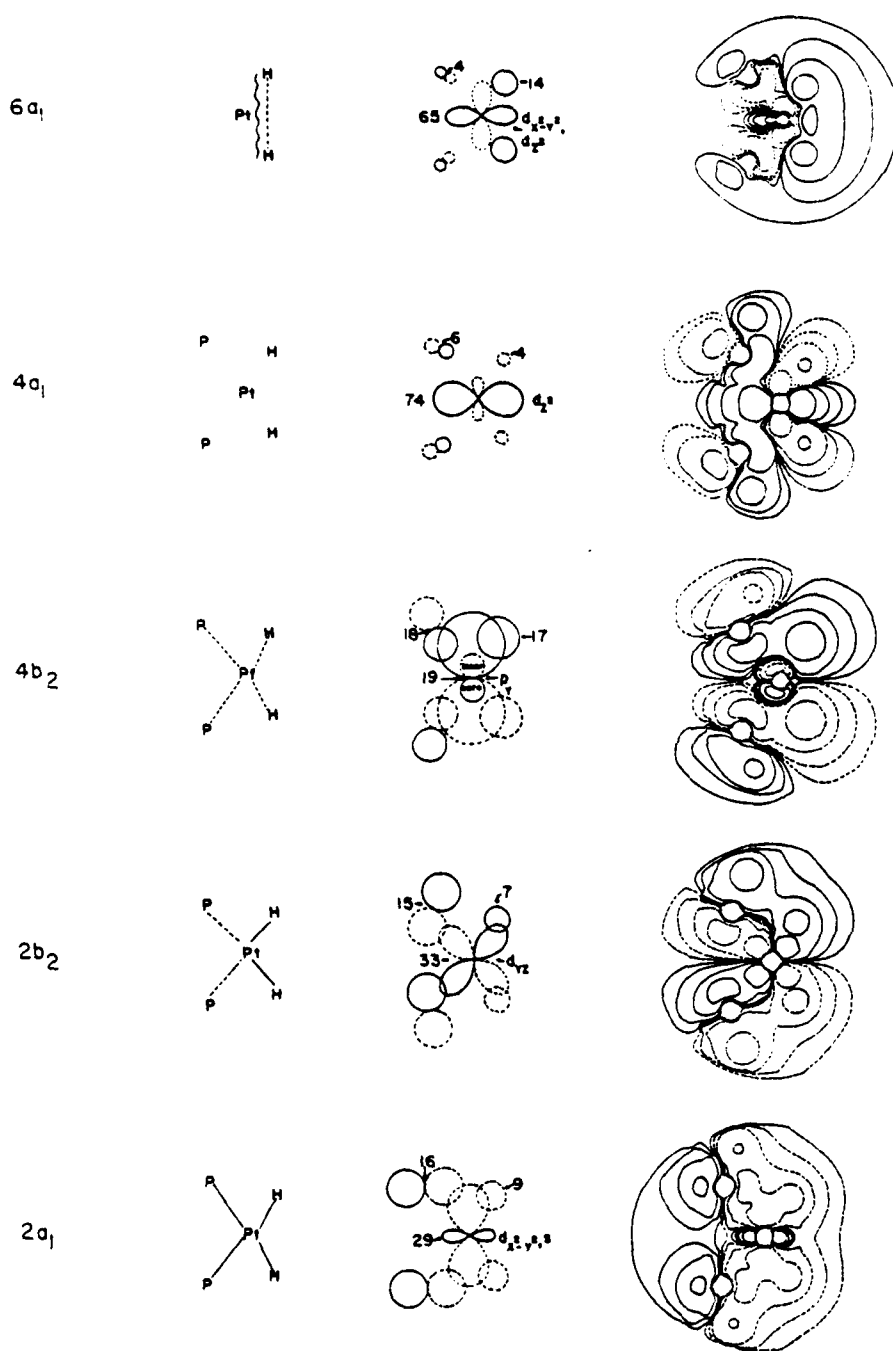 6a₁
H
Pt
H
4
14
65
dx²-y²,
dz²
4a₁
P H
Pt
P H
6
4
74
dz²
4b₂
P H
Pt
P H
18
17
19
Py
2b₂
P H
Pt
P H
15
7
33
dyz
2a₁
P H
Pt
P H
16
9
29
dx²-y²,s